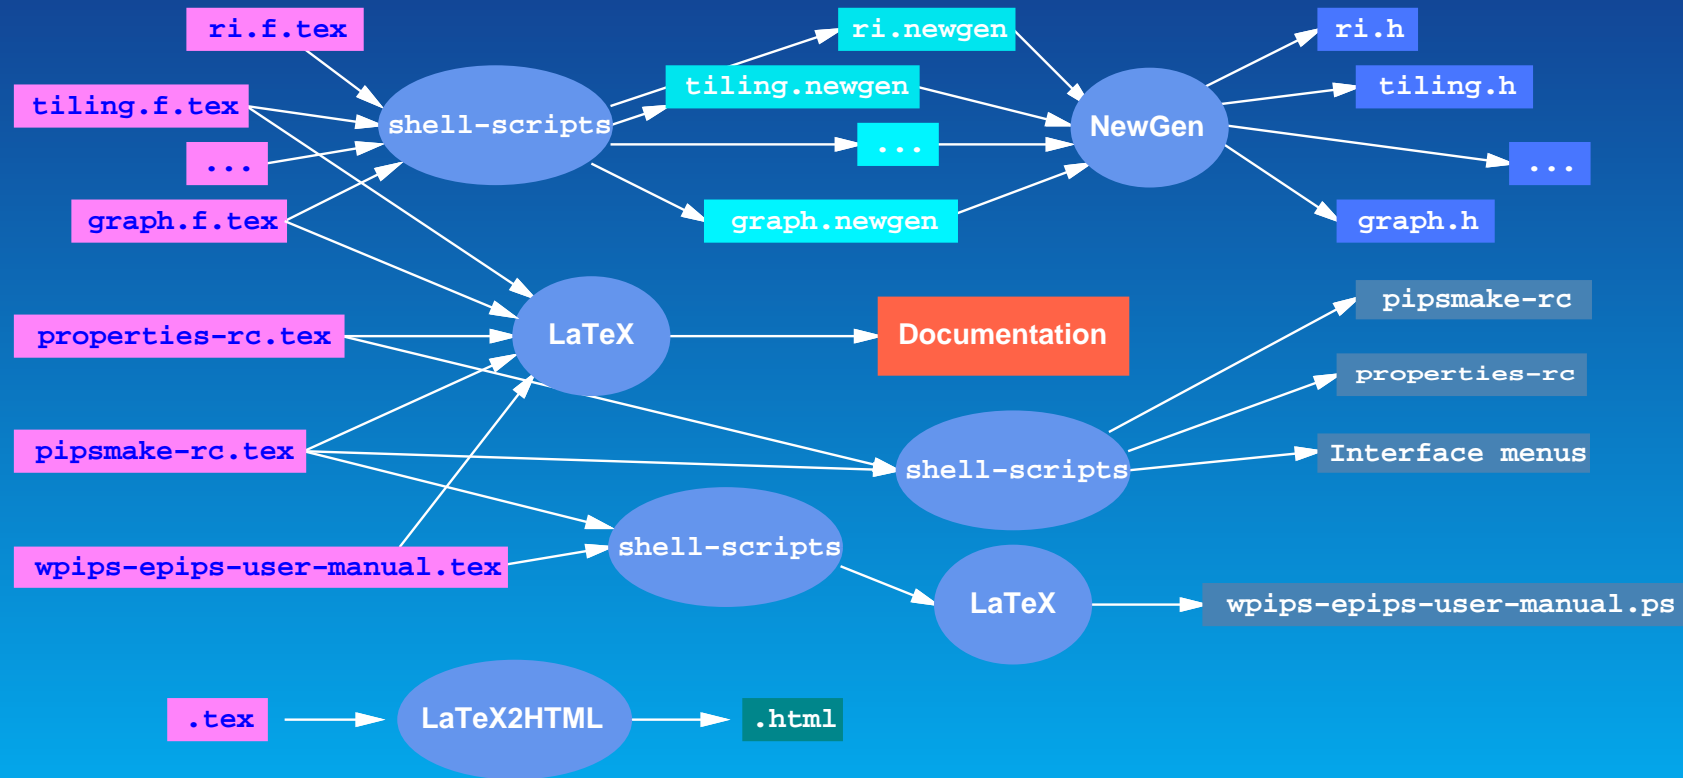 ri.f.tex
ri.newgen
ri.h
tiling.f.tex
shell-scripts
tiling.newgen
NewGen
tiling.h
...
...
...
graph.f.tex
graph.newgen
graph.h
properties-rc.tex
LaTeX
Documentation
pipsmake-rc
properties-rc
pipsmake-rc.tex
shell-scripts
Interface menus
wpips-epips-user-manual.tex
shell-scripts
LaTeX
wpips-epips-user-manual.ps
.tex
LaTeX2HTML
.html